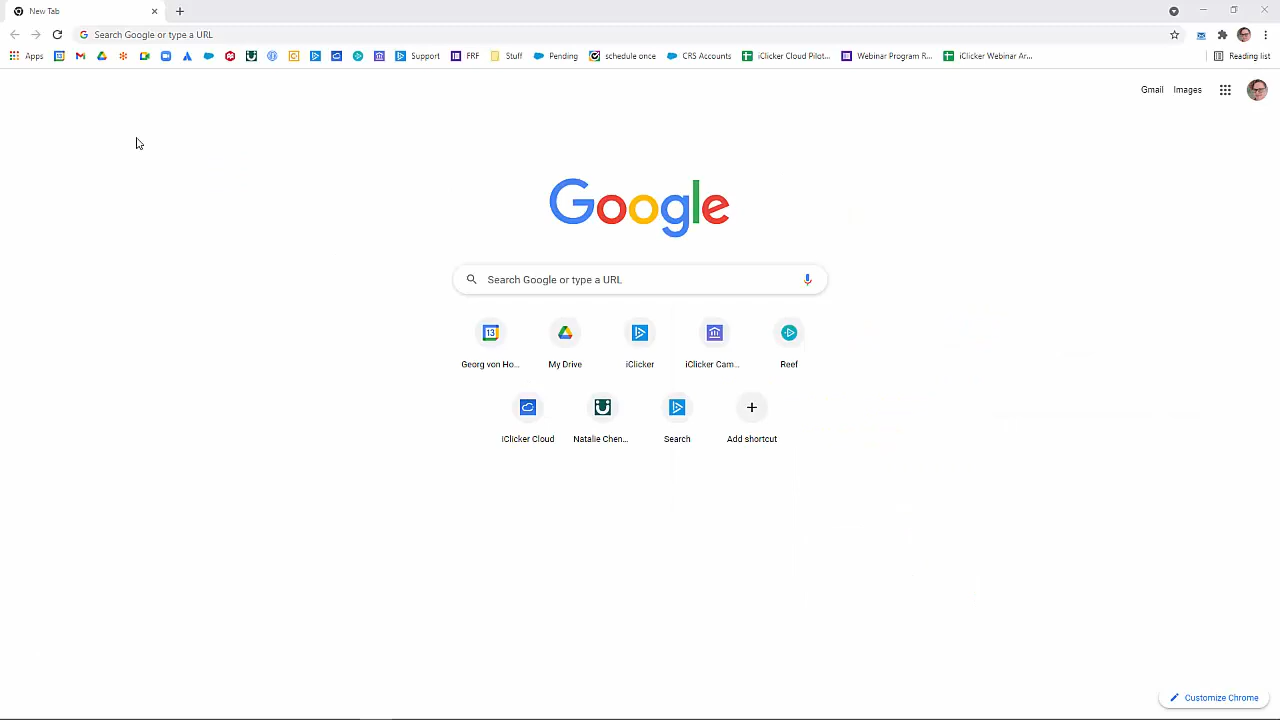 New Tab
Search Google or type a URL
Apps
Support
FRF
Stuff
Pending
schedule once
CRS Accounts
iClicker Cloud Pilot...
Webinar Program R...
iClicker Webinar Ar...
Reading list
Gmail Images
Google
Search Google or type a URL
13
Georg von Ho... My Drive iClicker iClicker Cam... Reef
iClicker Cloud Natalie Chen... Search Add shortcut
Customize Chrome